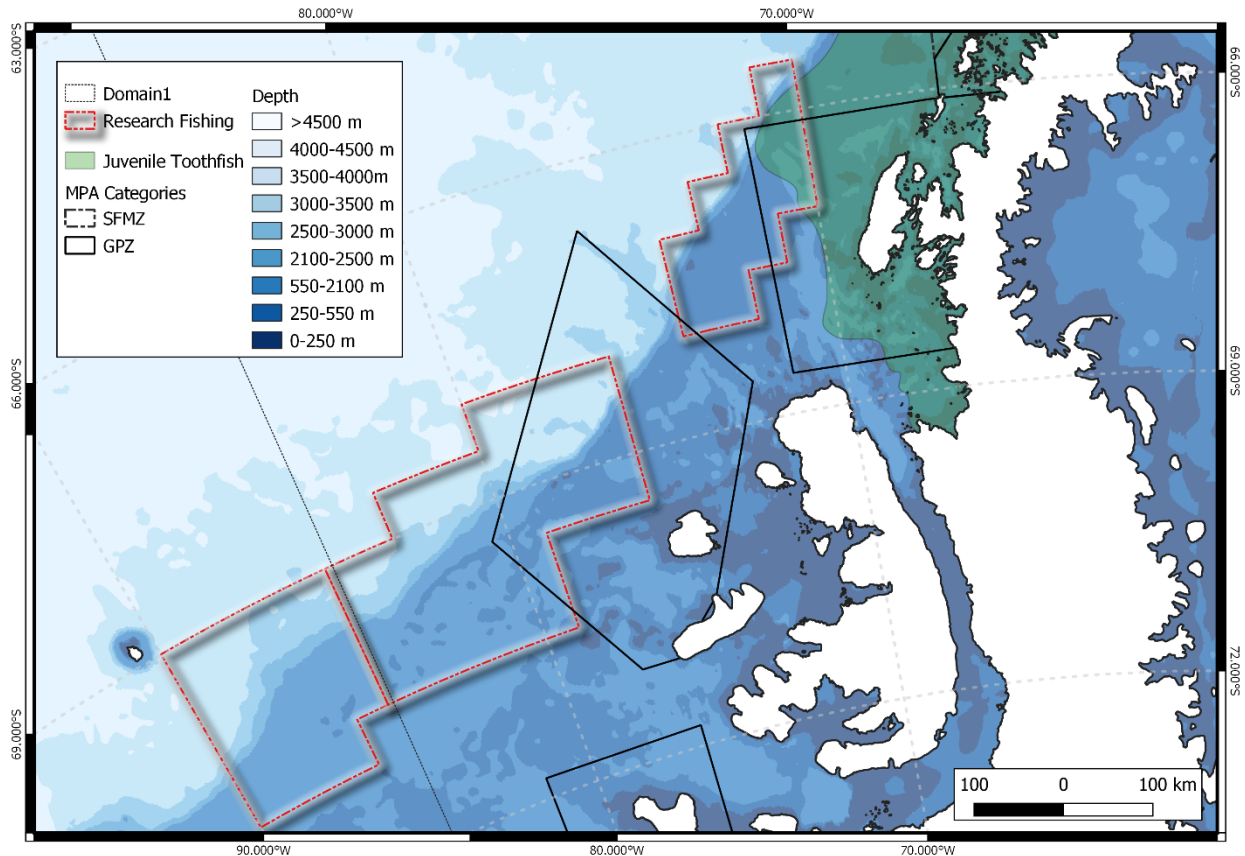 80.000°W
70.000°W
63.000°S
66.000°S
Domain1
Research Fishing
Juvenile Toothfish
MPA Categories
SFMZ
GPZ
Depth
>4500 m
4000-4500 m
3500-4000m
3000-3500 m
2500-3000 m
2100-2500 m
550-2100 m
250-550 m
0-250 m
66.000°S
69.000°S
72.000°S
69.000°S
100 0 100 km
90.000°W
80.000°W
70.000°W